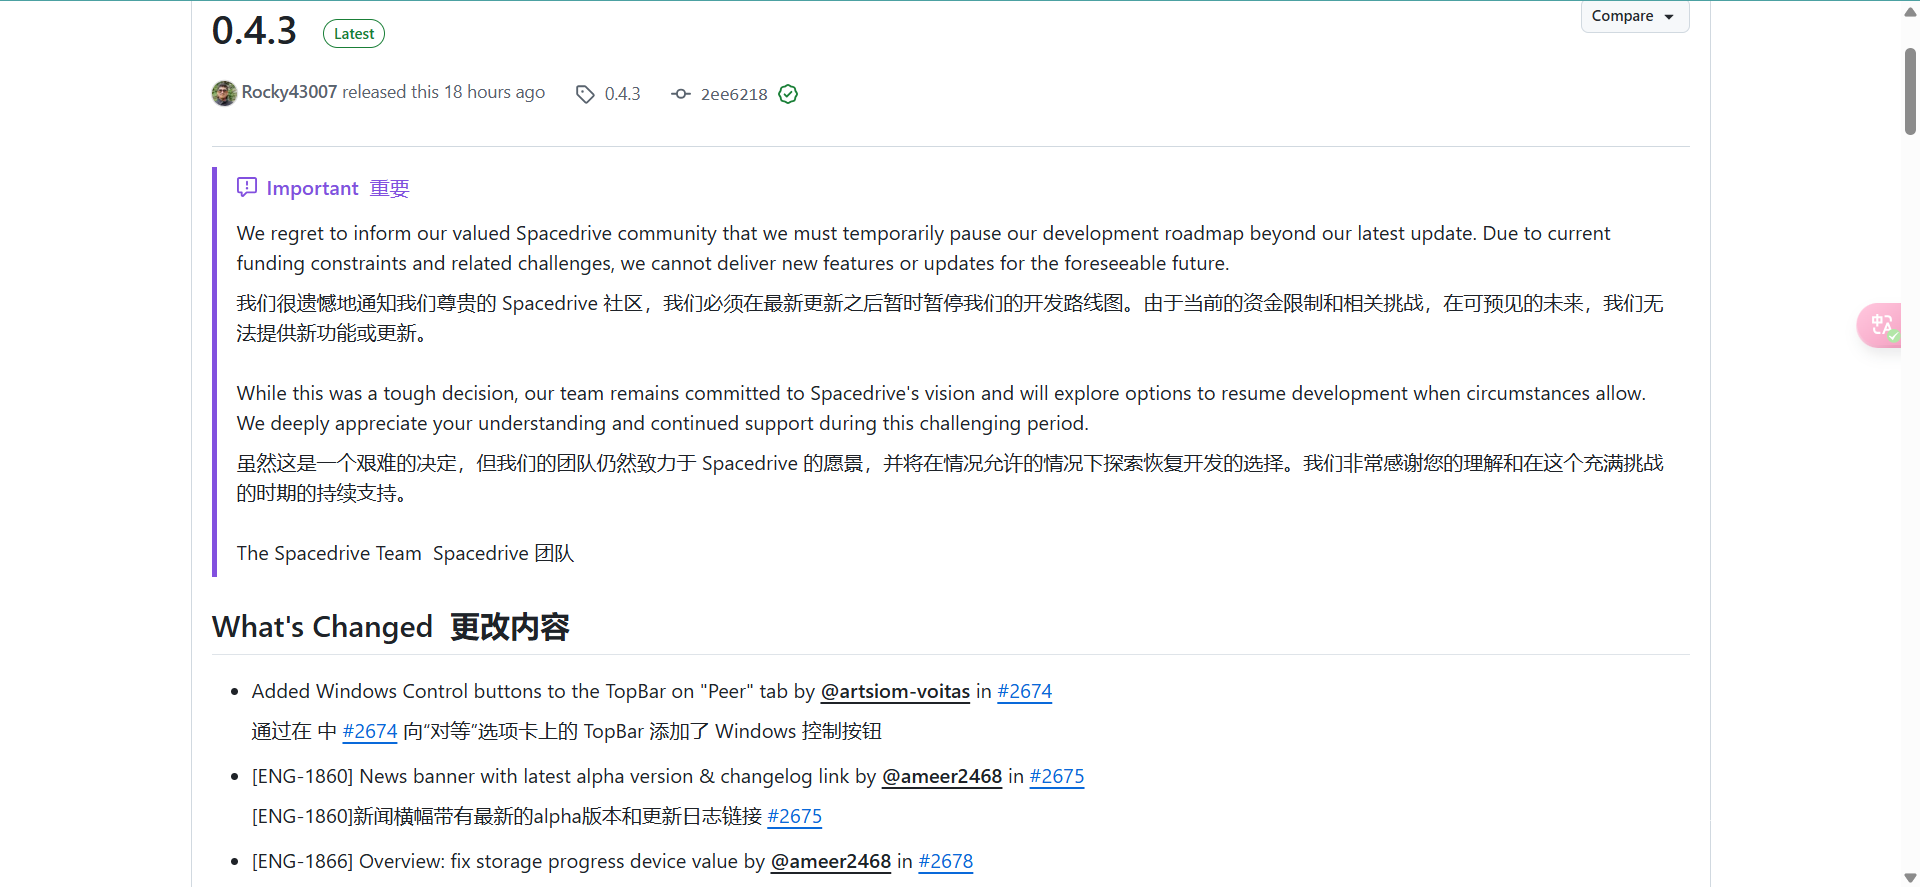 0.4.3 Latest Compare
Rocky43007 released this 18 hours ago 0.4.3 2ee6218
Important 重要
We regret to inform our valued Spacedrive community that we must temporarily pause our development roadmap beyond our latest update. Due to current
funding constraints and related challenges, we cannot deliver new features or updates for the foreseeable future.
我们很遗憾地通知我们尊贵的 Spacedrive 社区，我们必须在最新更新之后暂时暂停我们的开发路线图。由于当前的资金限制和相关挑战，在可预见的未来，我们无
法提供新功能或更新。
While this was a tough decision, our team remains committed to Spacedrive's vision and will explore options to resume development when circumstances allow.
We deeply appreciate your understanding and continued support during this challenging period.
虽然这是一个艰难的决定，但我们的团队仍然致力于 Spacedrive 的愿景，并将在情况允许的情况下探索恢复开发的选择。我们非常感谢您的理解和在这个充满挑战
的时期的持续支持。
The Spacedrive Team Spacedrive 团队
What's Changed 更改内容
• Added Windows Control buttons to the TopBar on "Peer" tab by @artsiom-voitas in #2674
通过在 中 #2674 向“对等”选项卡上的 TopBar 添加了 Windows 控制按钮
• [ENG-1860] News banner with latest alpha version & changelog link by @ameer2468 in #2675
[ENG-1860]新闻横幅带有最新的alpha版本和更新日志链接 #2675
• [ENG-1866] Overview: fix storage progress device value by @ameer2468 in #2678